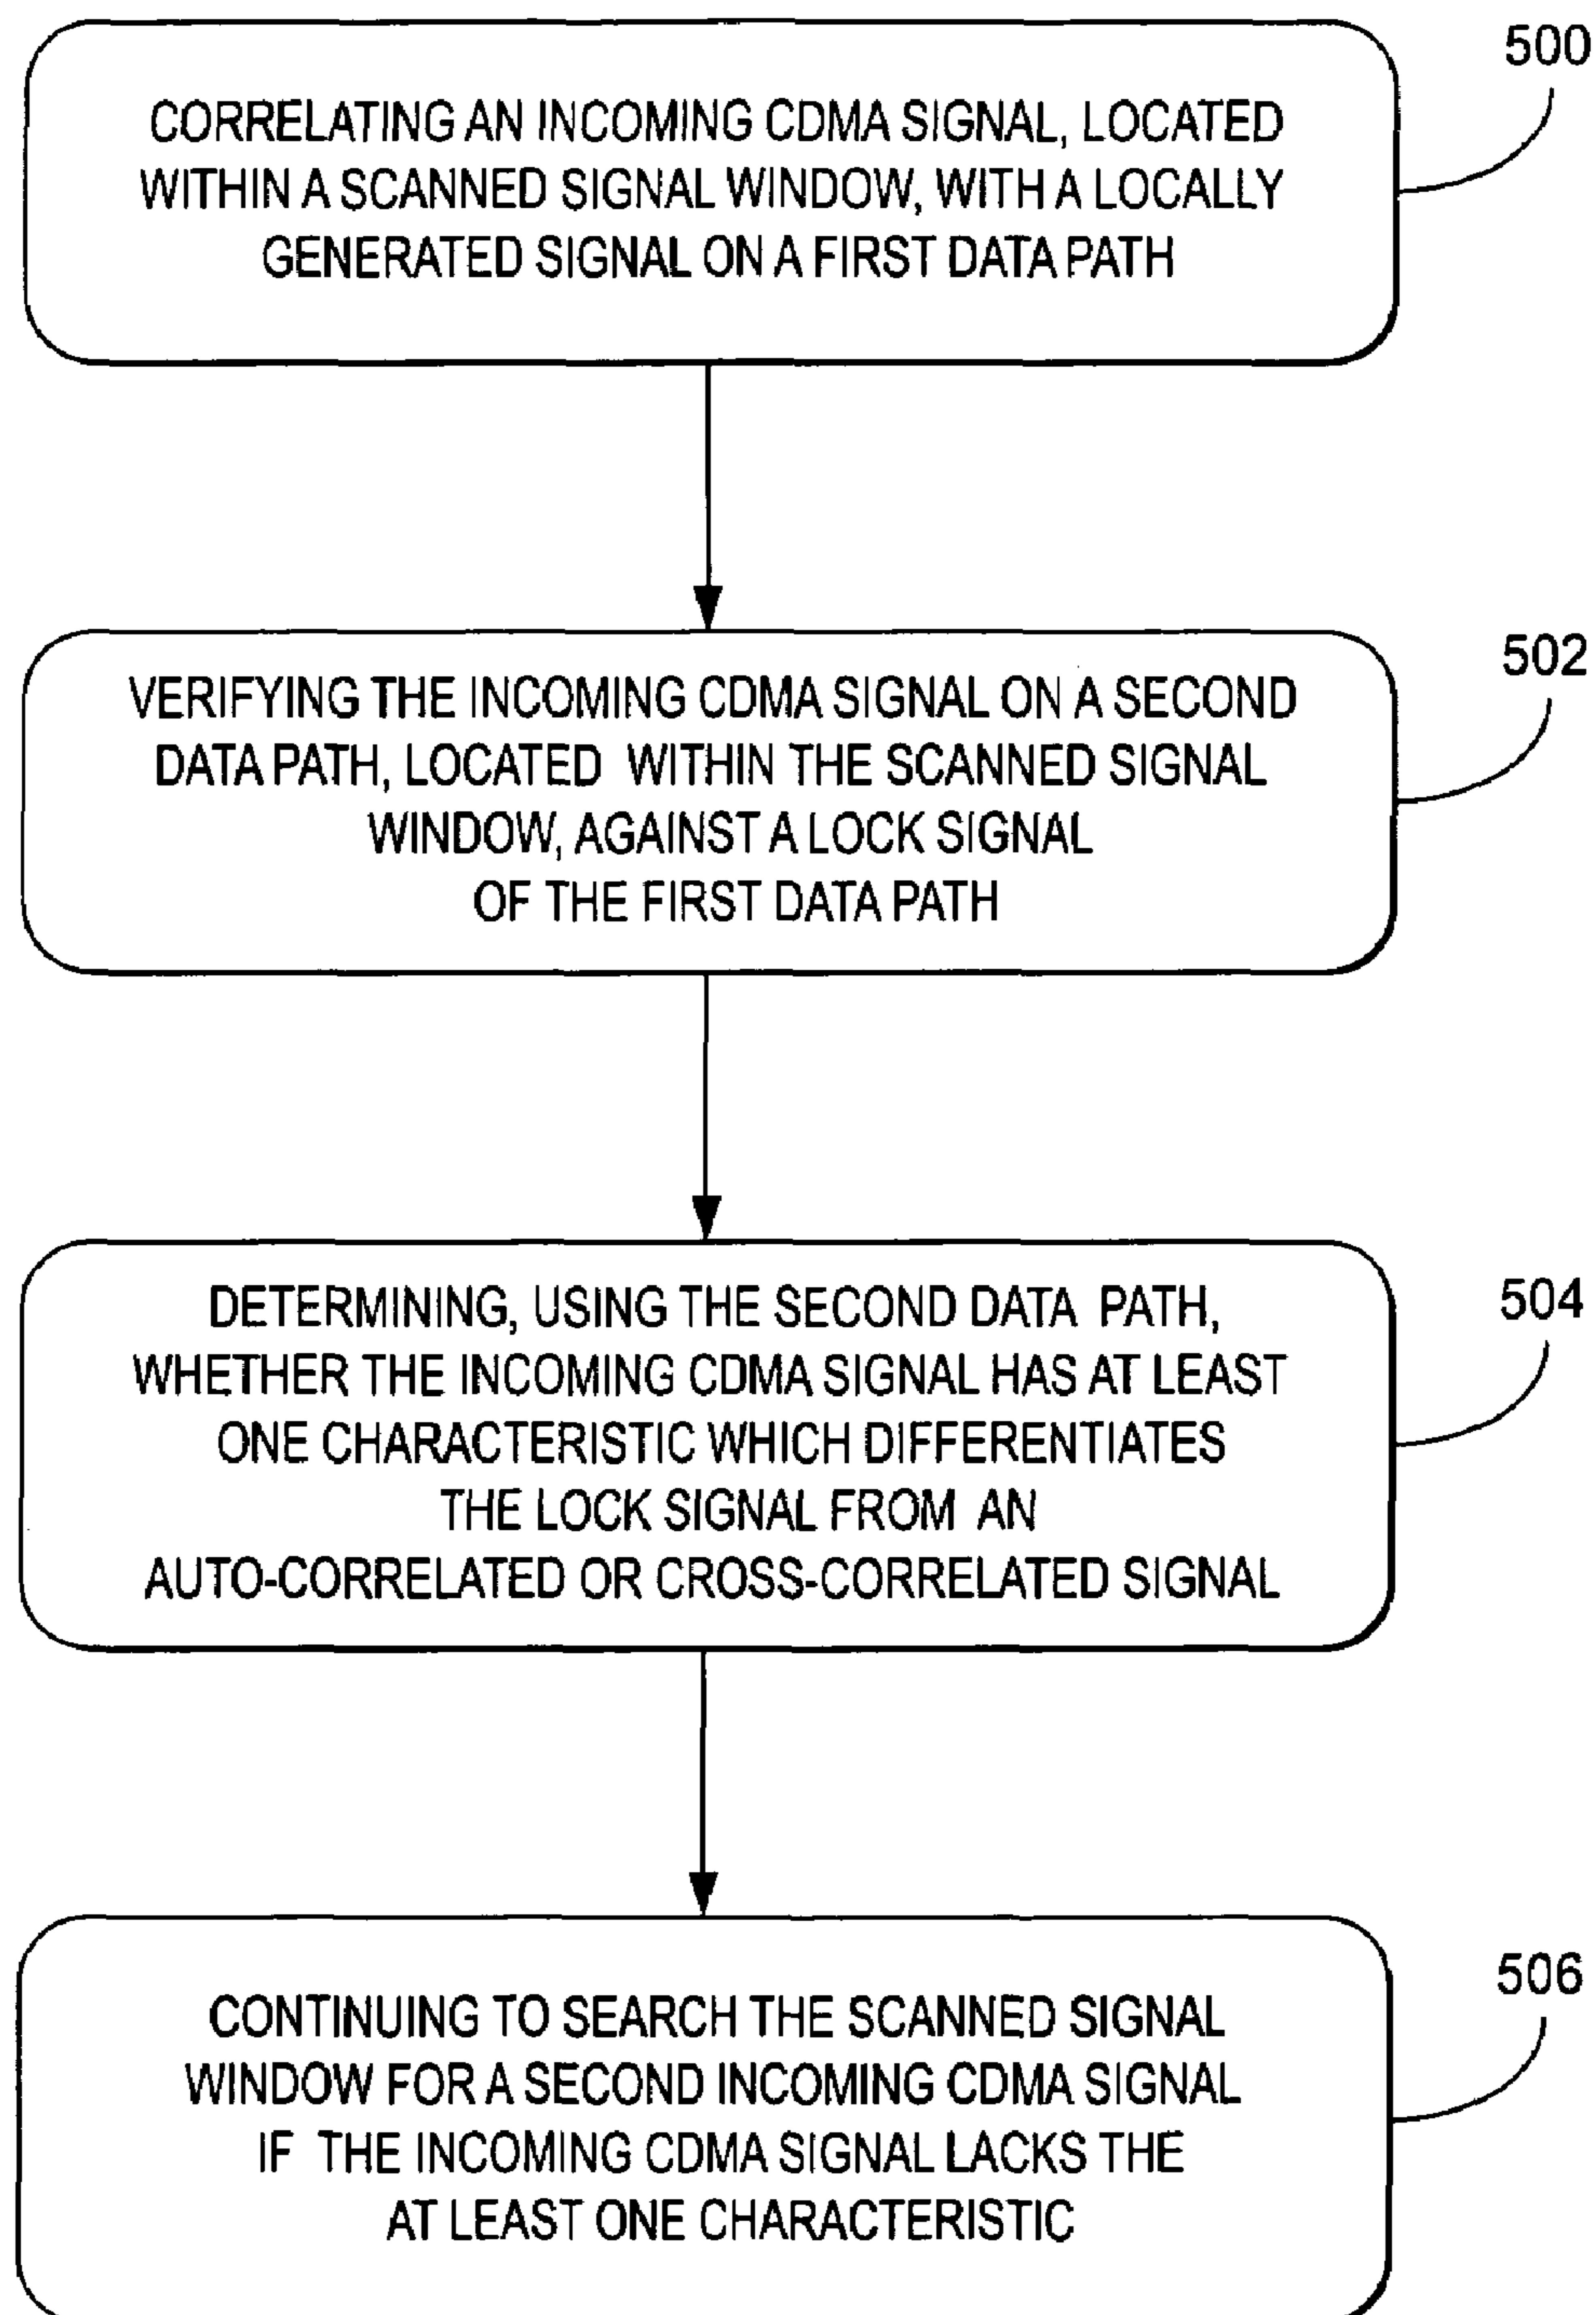 500
CORRELATING AN INCOMING CDMA SIGNAL, LOCATED
WITHIN A SCANNED SIGNAL WINDOW, WITH A LOCALLY
GENERATED SIGNAL ON A FIRST DATA PATH
502
VERIFYING THE INCOMING CDMA SIGNAL ON A SECOND
DATA PATH, LOCATED WITHIN THE SCANNED SIGNAL
WINDOW, AGAINST A LOCK SIGNAL
OF THE FIRST DATA PATH
504
DETERMINING, USING THE SECOND DATA PATH,
WHETHER THE INCOMING CDMA SIGNAL HAS AT LEAST
ONE CHARACTERISTIC WHICH DIFFERENTIATES
THE LOCK SIGNAL FROM AN
AUTO-CORRELATED OR CROSS-CORRELATED SIGNAL
506
CONTINUING TO SEARCH THE SCANNED SIGNAL
WINDOW FOR A SECOND INCOMING CDMA SIGNAL
IF THE INCOMING CDMA SIGNAL LACKS THE
AT LEAST ONE CHARACTERISTIC